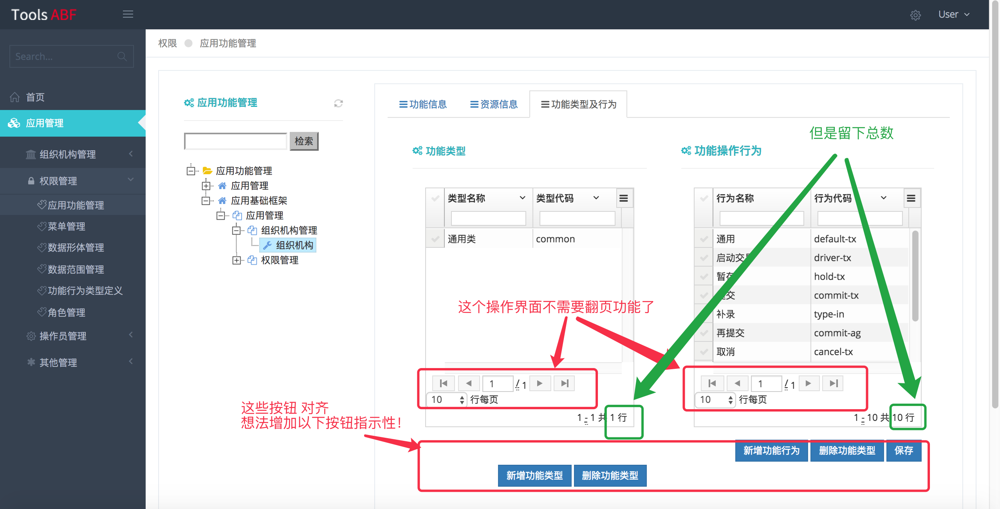 Tools ABF
User
Search...
首页
应用管理
组织机构管理
权限管理
应用功能管理
菜单管理
数据形体管理
数据范围管理
功能行为类型定义
角色管理
操作员管理
其他管理
权限 应用功能管理
应用功能管理
检索
应用功能管理
应用管理
应用基础框架
应用管理
组织机构管理
组织机构
权限管理
功能信息
资源信息
功能类型及行为
但是留下总数
功能类型
类型名称 类型代码
通用类 common
1 / 1
10 行每页
1 - 1 共 1 行
功能操作行为
行为名称 行为代码
通用 default-tx
启动交 driver-tx
暂存 hold-tx
交 commit-tx
补录 type-in
再提交 commit-ag
取消 cancel-tx
1 / 1
10 行每页
1 - 10 共 10 行
这个操作界面不需要翻页功能了
这些按钮 对齐
想法增加以下按钮指示性!
新增功能行为 删除功能类型 保存
新增功能类型 删除功能类型